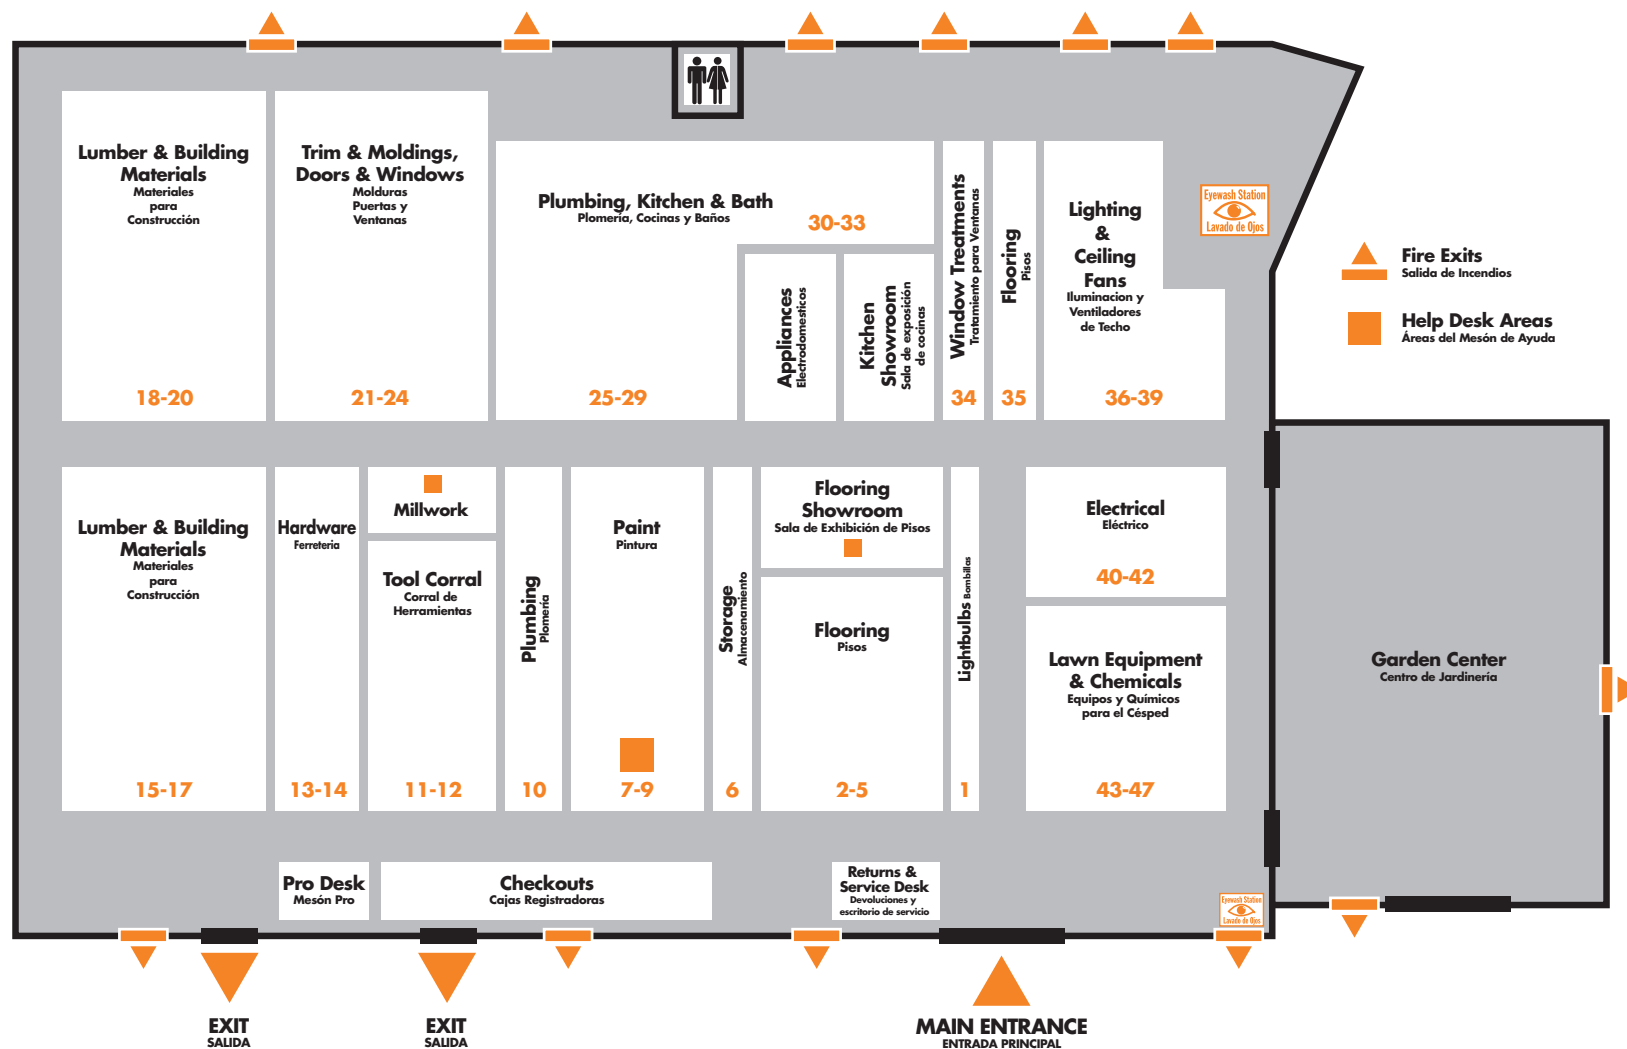 Lumber & Building
Materials
Materiales
para
Construcción
18-20
Trim & Moldings,
Doors & Windows
Molduras
Puertas y
Ventanas
21-24
Plumbing, Kitchen & Bath
Plomería, Cocinas y Baños
30-33
25-29
Appliances
Electrodomesticos
Kitchen
Showroom
Sala de exposición
de cocinas
Window Treatments
Tratamiento para Ventanas
34
Flooring
Pisos
35
Lighting
&
Ceiling
Fans
Iluminacion y
Ventiladores
de Techo
36-39
Eyewash Station
Lavado de Ojos
Fire Exits
Salida de Incendios
Help Desk Areas
Áreas del Mesón de Ayuda
Lumber & Building
Materials
Materiales
para
Construcción
15-17
Hardware
Ferreteria
13-14
Millwork
Tool Corral
Corral de
Herramientas
11-12
Plumbing
Plomería
10
Paint
Pintura
7-9
Storage
Almacenamiento
6
Flooring
Showroom
Sala de Exhibición de Pisos
Flooring
Pisos
2-5
Lightbulbs Bombillas
1
Electrical
Eléctrico
40-42
Lawn Equipment
& Chemicals
Equipos y Químicos
para el Césped
43-47
Garden Center
Centro de Jardinería
Pro Desk
Mesón Pro
Checkouts
Cajas Registradoras
Returns &
Service Desk
Devoluciones y
escritorio de servicio
Eyewash Station
Lavado de Ojos
EXIT
SALIDA
EXIT
SALIDA
MAIN ENTRANCE
ENTRADA PRINCIPAL